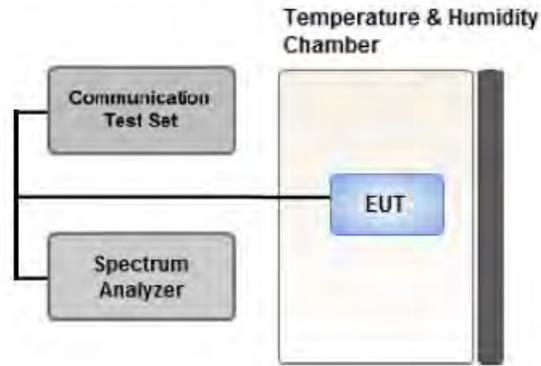 Temperature & Humidity
Chamber
Communication
Test Set
EUT
Spectrum
Analyzer